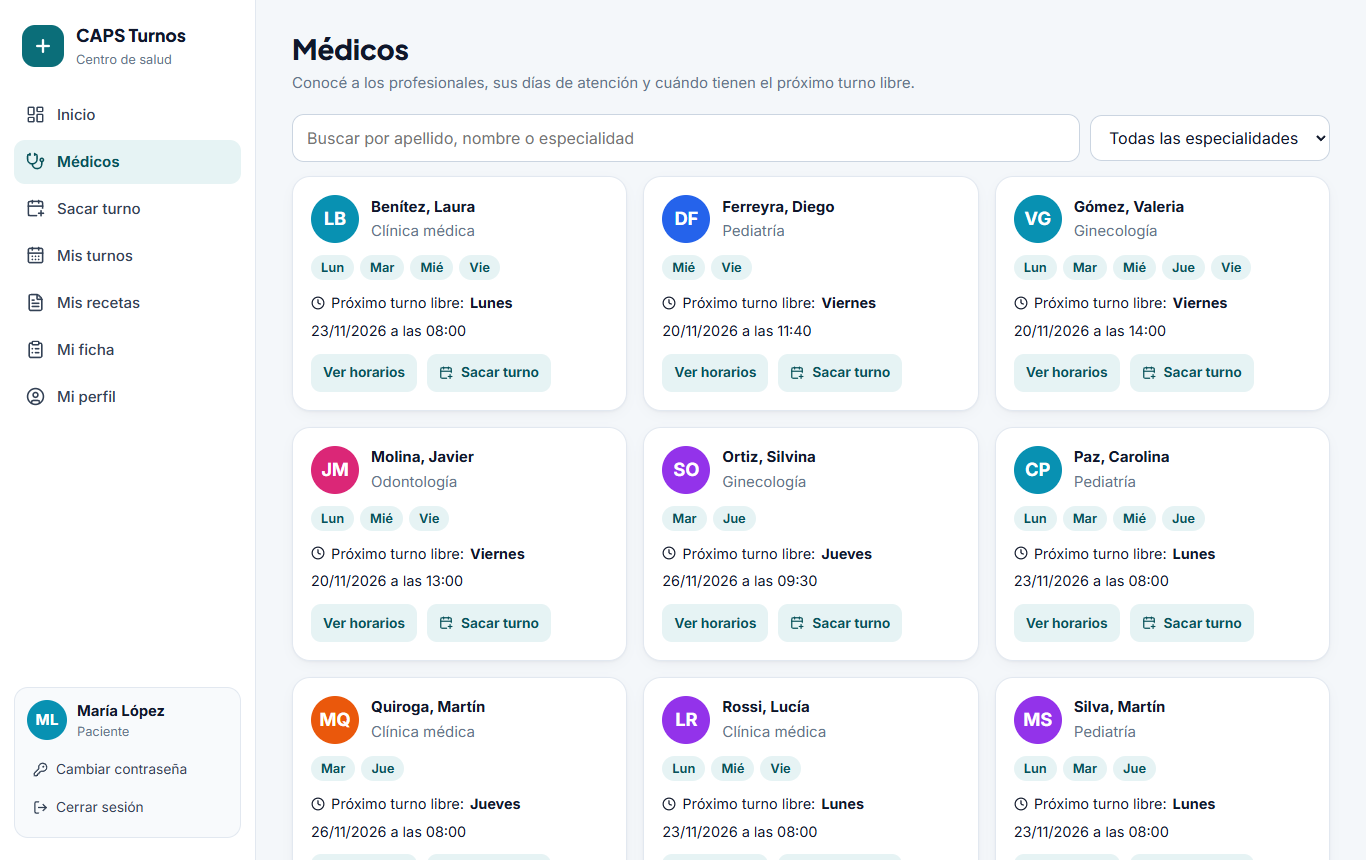 CAPS Turnos
Centro de salud
Inicio
Médicos
Sacar turno
Mis turnos
Mis recetas
Mi ficha
Mi perfil
ML
María López
Paciente
Cambiar contraseña
Cerrar sesión
Médicos
Conocé a los profesionales, sus días de atención y cuándo tienen el próximo turno libre.
Buscar por apellido, nombre o especialidad
Todas las especialidades
LB
Benítez, Laura
Clínica médica
Lun Mar Mié Vie
Próximo turno libre: Lunes
23/11/2026 a las 08:00
Ver horarios Sacar turno
DF
Ferreyra, Diego
Pediatría
Mié Vie
Próximo turno libre: Viernes
20/11/2026 a las 11:40
Ver horarios Sacar turno
VG
Gómez, Valeria
Ginecología
Lun Mar Mié Jue Vie
Próximo turno libre: Viernes
20/11/2026 a las 14:00
Ver horarios Sacar turno
JM
Molina, Javier
Odontología
Lun Mié Vie
Próximo turno libre: Viernes
20/11/2026 a las 13:00
Ver horarios Sacar turno
SO
Ortiz, Silvina
Ginecología
Mar Jue
Próximo turno libre: Jueves
26/11/2026 a las 09:30
Ver horarios Sacar turno
CP
Paz, Carolina
Pediatría
Lun Mar Mié Jue
Próximo turno libre: Lunes
23/11/2026 a las 08:00
Ver horarios Sacar turno
MQ
Quiroga, Martín
Clínica médica
Mar Jue
Próximo turno libre: Jueves
26/11/2026 a las 08:00
LR
Rossi, Lucía
Clínica médica
Lun Mié Vie
Próximo turno libre: Lunes
23/11/2026 a las 08:00
MS
Silva, Martín
Pediatría
Lun Mar Jue
Próximo turno libre: Lunes
23/11/2026 a las 08:00